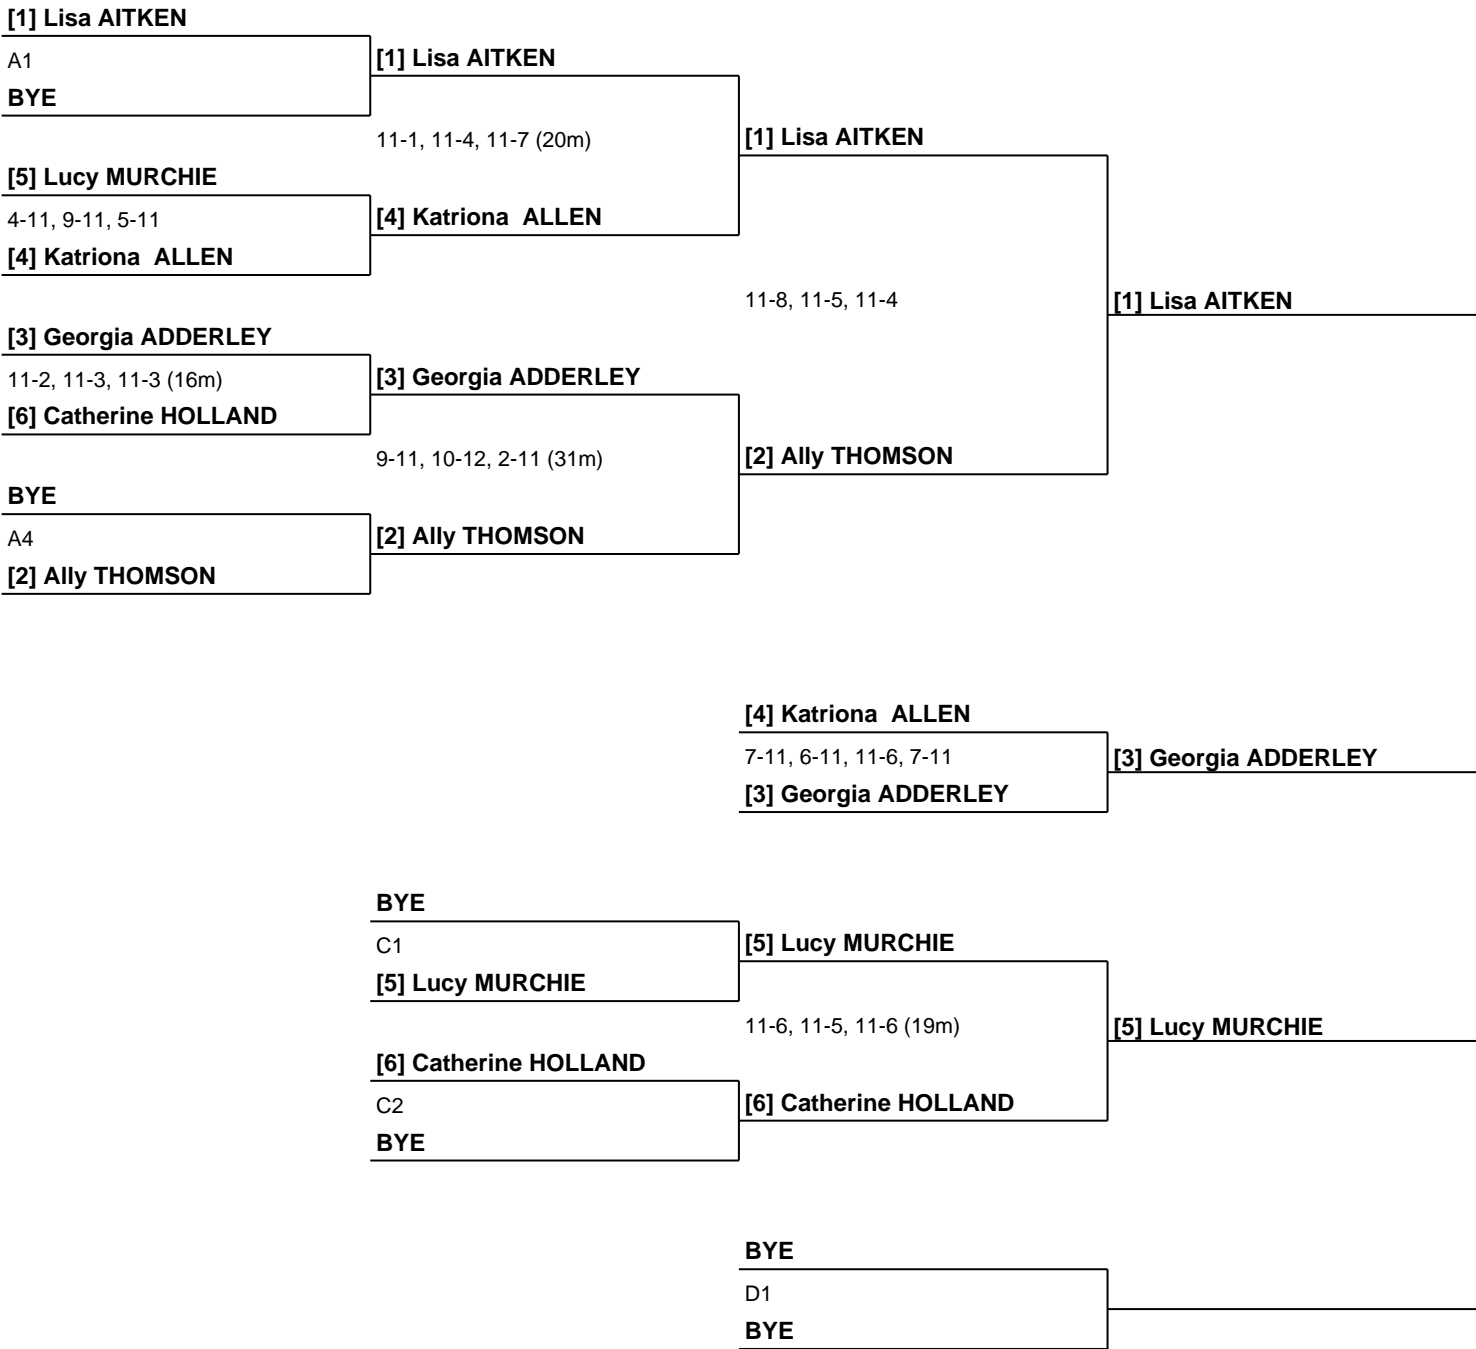 [1] Lisa AITKEN
A1
[1] Lisa AITKEN
BYE
11-1, 11-4, 11-7 (20m)
[1] Lisa AITKEN
[5] Lucy MURCHIE
4-11, 9-11, 5-11
[4] Katriona  ALLEN
[4] Katriona  ALLEN
11-8, 11-5, 11-4
[1] Lisa AITKEN
[3] Georgia ADDERLEY
11-2, 11-3, 11-3 (16m)
[3] Georgia ADDERLEY
[6] Catherine HOLLAND
9-11, 10-12, 2-11 (31m)
[2] Ally THOMSON
BYE
A4
[2] Ally THOMSON
[2] Ally THOMSON
[4] Katriona  ALLEN
7-11, 6-11, 11-6, 7-11
[3] Georgia ADDERLEY
[3] Georgia ADDERLEY
BYE
C1
[5] Lucy MURCHIE
[5] Lucy MURCHIE
11-6, 11-5, 11-6 (19m)
[5] Lucy MURCHIE
[6] Catherine HOLLAND
C2
[6] Catherine HOLLAND
BYE
BYE
D1
BYE